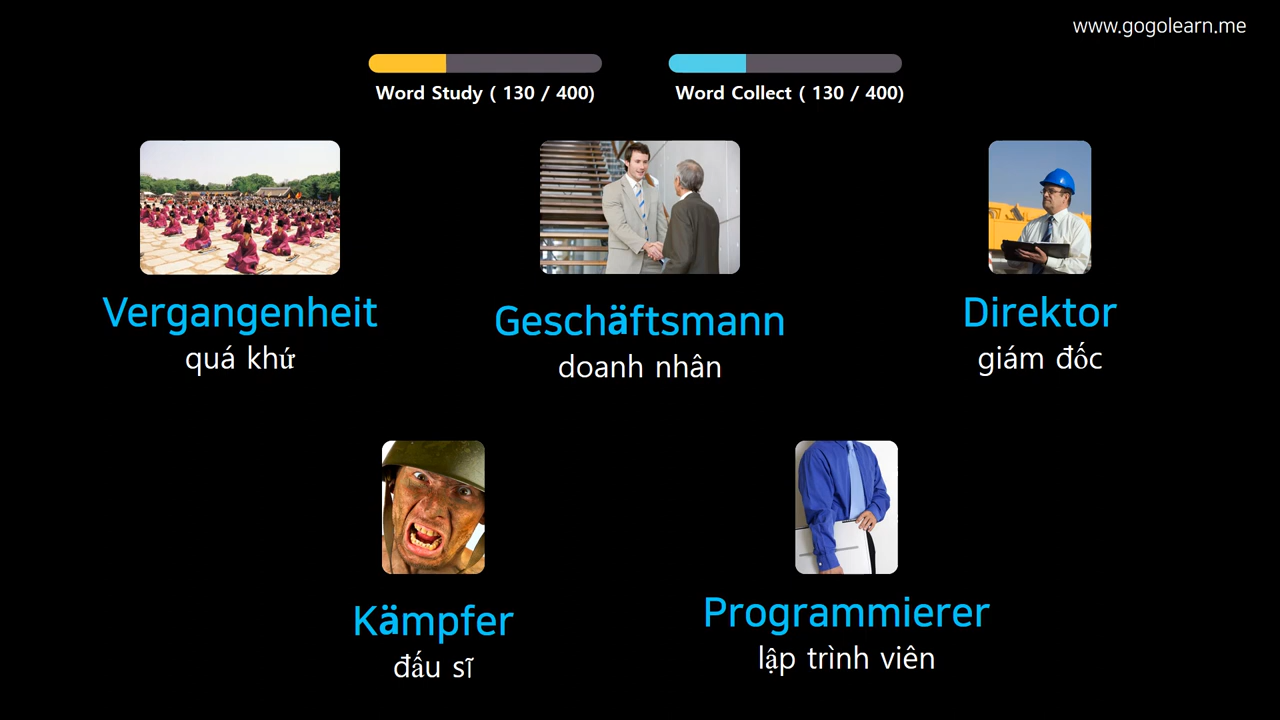 www.gogolearn.me
Word Study ( 130 / 400)
Word Collect ( 130 / 400)
Vergangenheit
quá khứ
Geschäftsmann
doanh nhân
Direktor
giám đốc
Kämpfer
đấu sĩ
Programmierer
lập trình viên